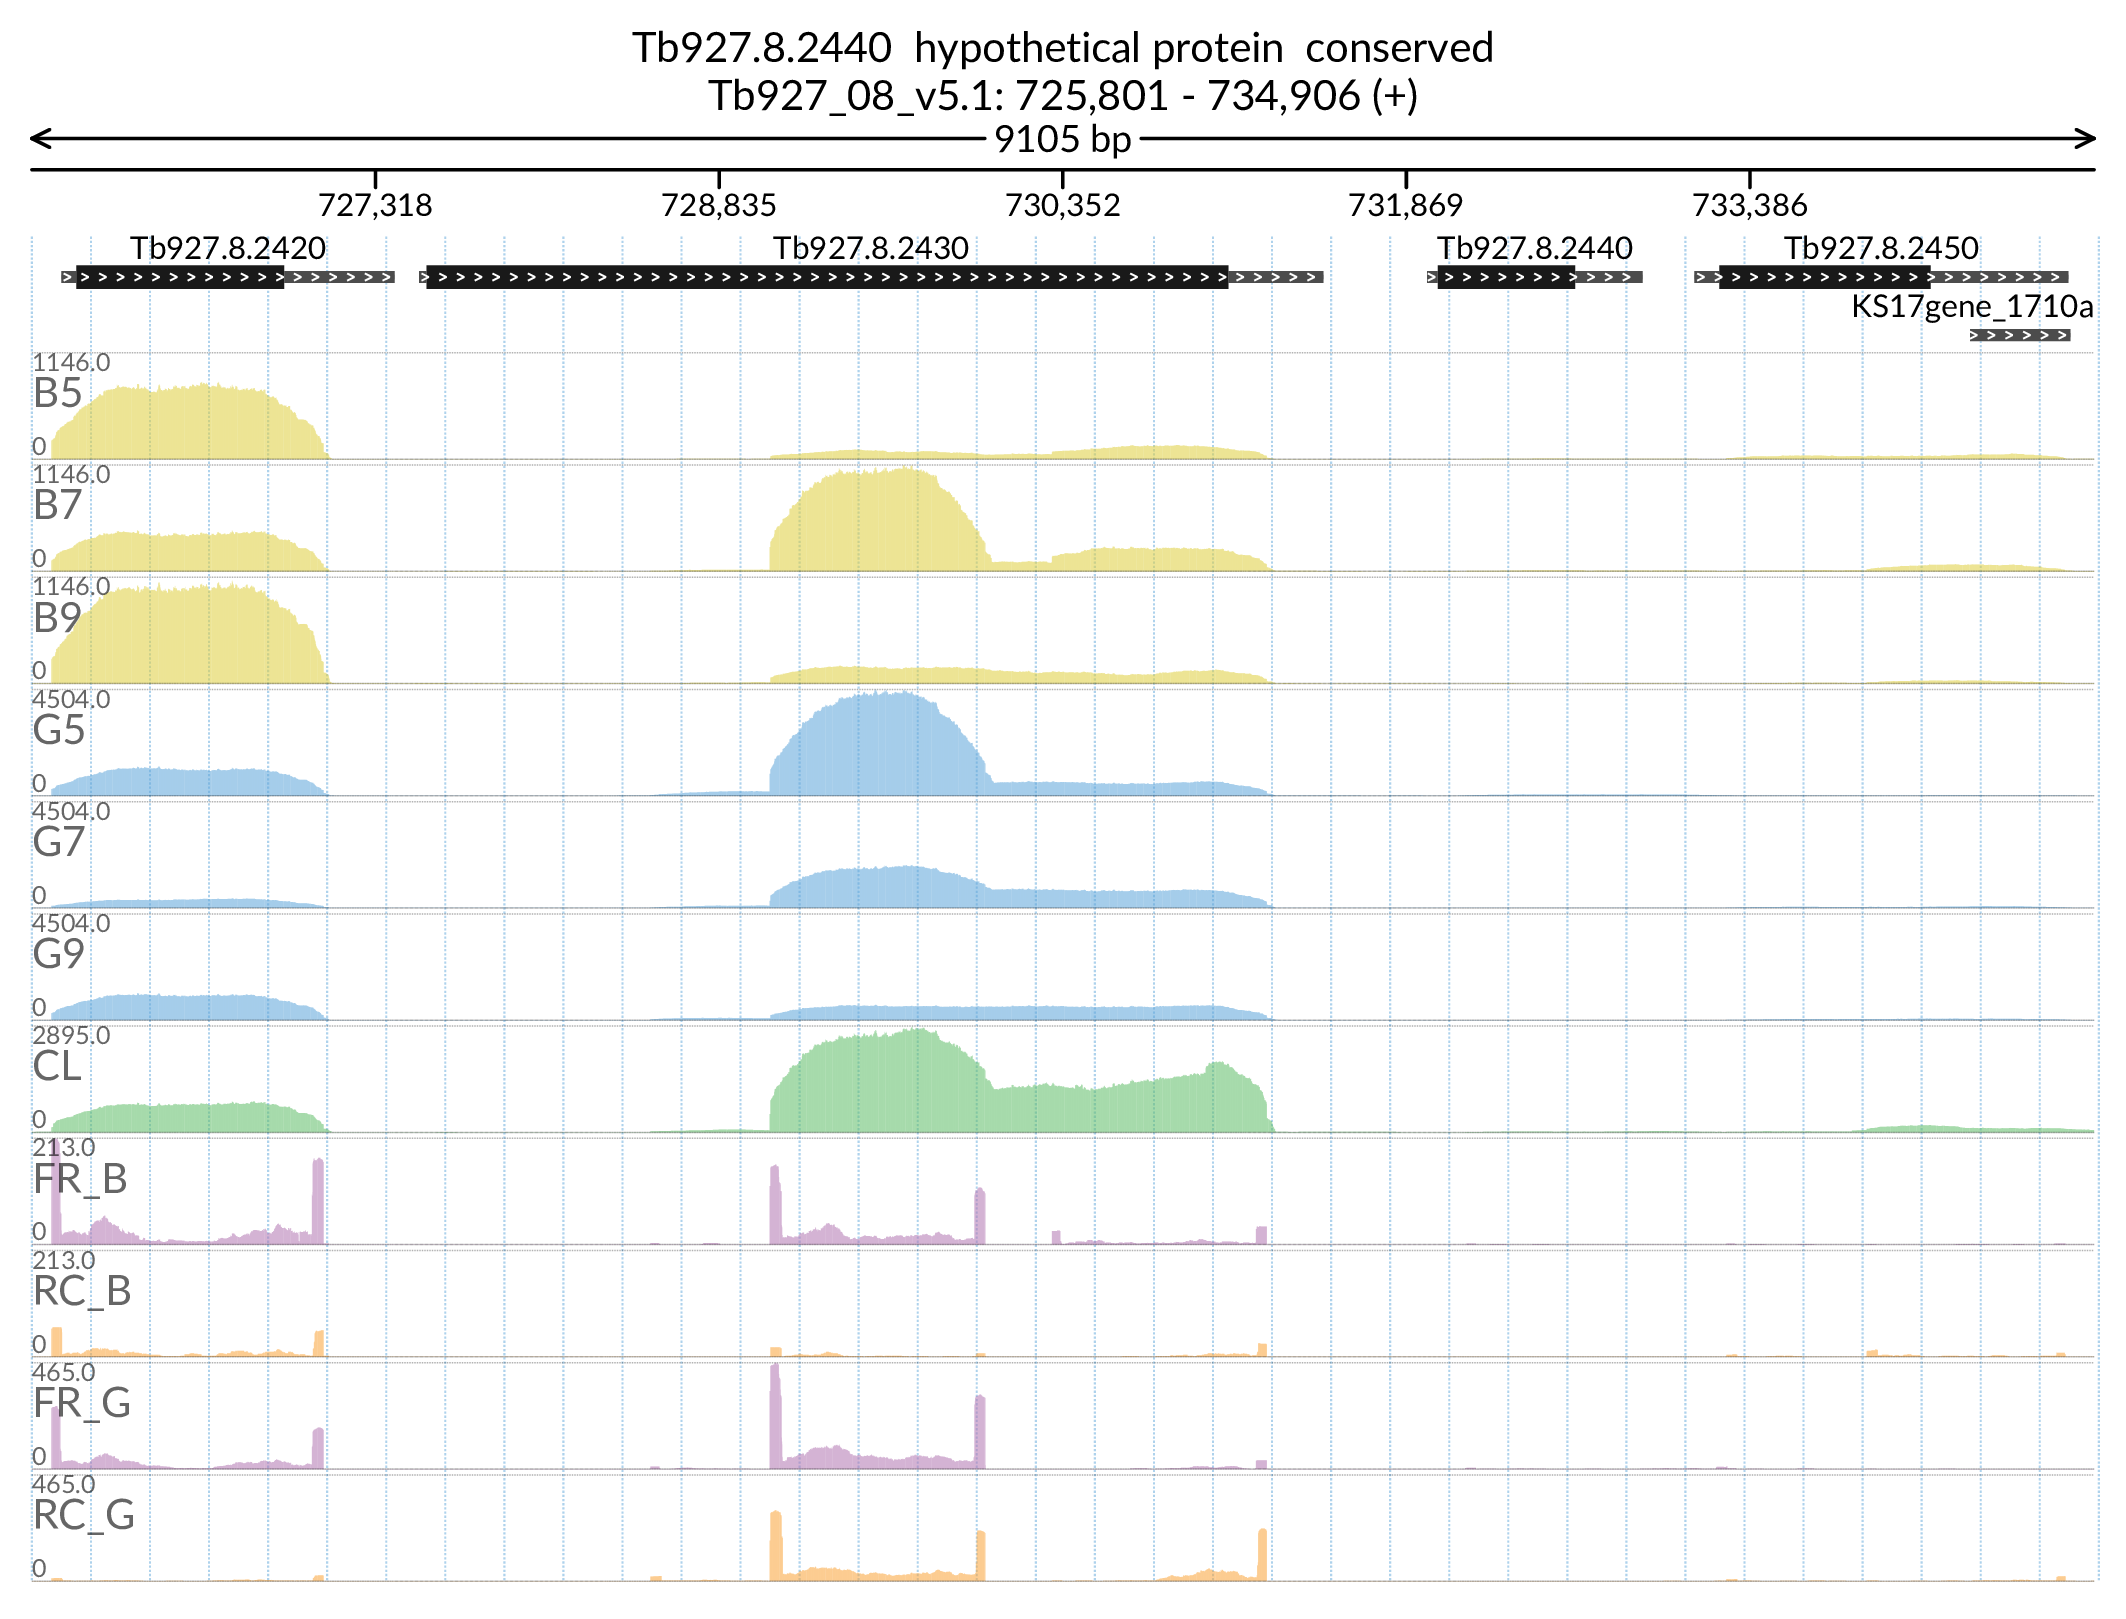 Tb927.8.2440  hypothetical protein  conserved
Tb927_08_v5.1: 725,801 - 734,906 (+)
9105 bp
727,318 728,835 730,352 731,869 733,386
Tb927.8.2420 Tb927.8.2430 Tb927.8.2440 Tb927.8.2450
KS17gene_1710a
1146.0
B5
0
1146.0
B7
0
1146.0
B9
0
4504.0
G5
0
4504.0
G7
0
4504.0
G9
0
2895.0
CL
0
213.0
FR_B
0
213.0
RC_B
0
465.0
FR_G
0
465.0
RC_G
0